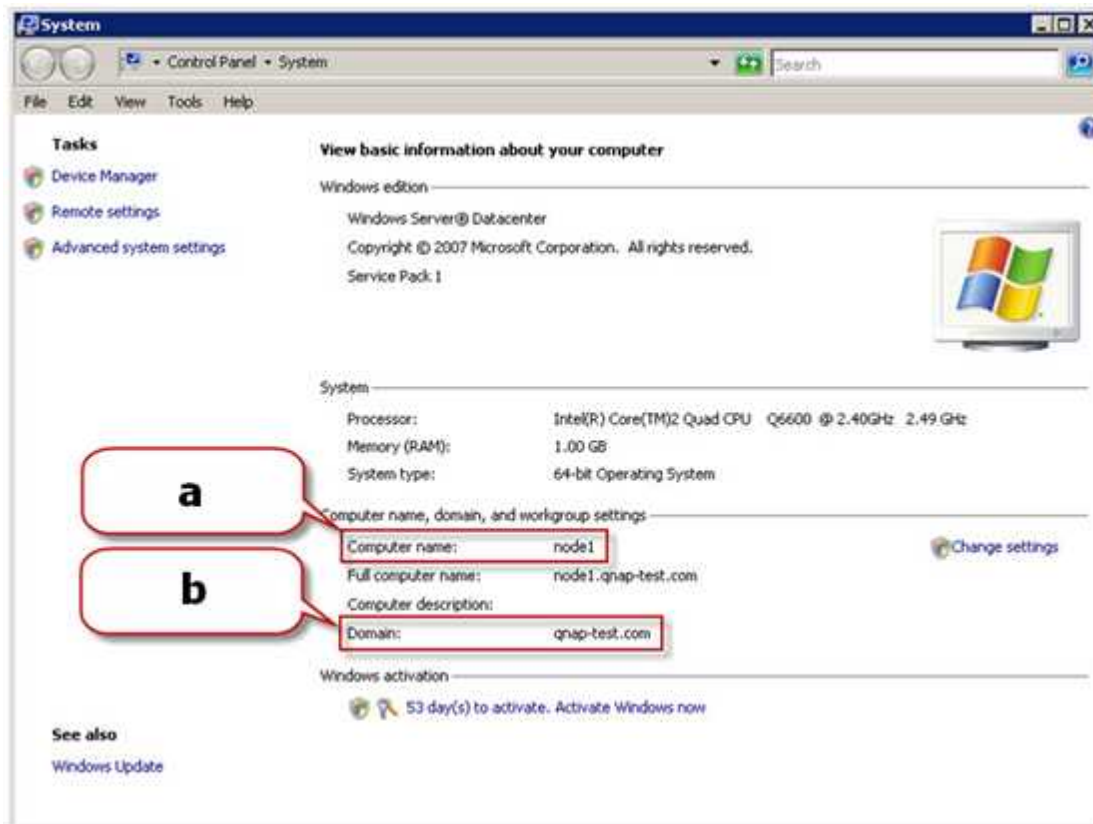 System
Control Panel • System
Search
File Edit View Tools Help
Tasks
Device Manager
Remote settings
Advanced system settings
View basic information about your computer
Windows edition
Windows Server® Datacenter
Copyright © 2007 Microsoft Corporation. All rights reserved.
Service Pack 1
System
Processor: Intel(R) Core(TM)2 Quad CPU Q6600 @ 2.40GHz 2.49 GHz
Memory (RAM): 1.00 GB
System type: 64-bit Operating System
a
Computer name, domain, and workgroup settings
Computer name: node1
Change settings
b
Full computer name: node1.qnap-test.com
Computer description:
Domain: qnap-test.com
Windows activation
53 day(s) to activate. Activate Windows now
See also
Windows Update